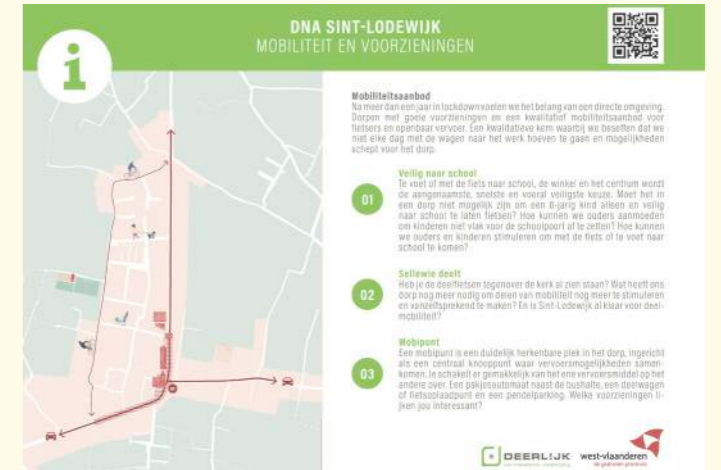 DNA SINT-LODEWIJK
MOBILITEIT EN VOORZIENINGEN
i
Mobiliteitsaanbod
Na meer dan een jaar in lockdown voelen we het belang van een directe omgeving.
Dorpen met goeie voorzieningen en een kwalitatief mobiliteitsaanbod voor
fietsers en openbaar vervoer. Een kwalitatieve kern waarbij we beseffen dat we
niet elke dag met de wagen naar het werk hoeven te gaan en mogelijkheden
schept voor het dorp.
01
Veilig naar school
Te voet of met de fiets naar school, de winkel en het centrum wordt
de aangenaamste, snelste en vooral veiligste keuze. Moet het in
een dorp niet mogelijk zijn om een 8-jarig kind alleen en veilig
naar school te laten fietsen? Hoe kunnen we ouders aanmoedigen
om kinderen niet vlak voor de schoolpoort af te zetten? Hoe kunnen
we ouders en kinderen stimuleren om met de fiets of te voet naar
school te komen?
02
Sellewie deelt
Heb je de deelfietsen tegenover de kerk al zien staan? Wat heeft ons
dorp nog meer nodig om delen van mobiliteit nog meer te stimuleren
en vanzelfsprekend te maken? En is Sint-Lodewijk al klaar voor deel-
mobiliteit?
03
Mobipunt
Een mobipunt is een duidelijk herkenbare plek in het dorp, ingericht
als een centraal knooppunt waar vervoersmogelijkheden samen-
komen. Je schakelt er gemakkelijk van het ene vervoersmiddel op het
andere over. Een pakjesautomaat naast de bushalte, een deelwagen
of fietsoplaadpunt en een pendelparking. Welke voorzieningen li-
jken jou interessant?
DEERL!JK
west-vlaanderen
de gedreven provincie